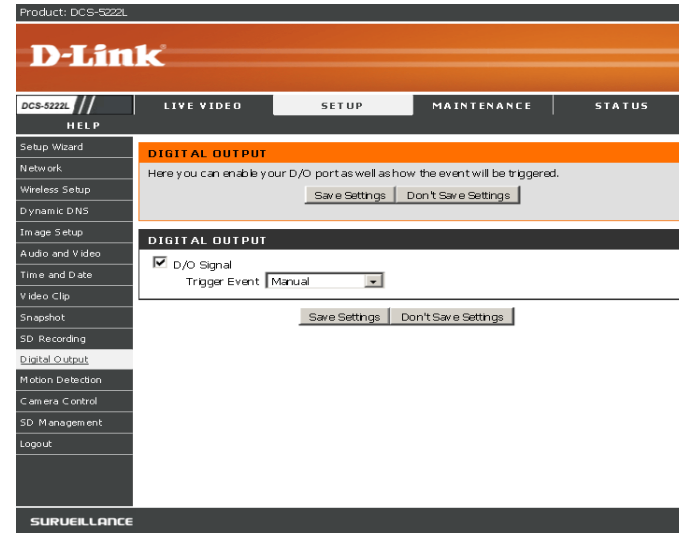 Product: DCS-5222L
D-Link
DCS-5222L
LIVE VIDEO
SETUP
MAINTENANCE
STATUS
HELP
Setup Wizard
Network
Wireless Setup
Dynamic DNS
Image Setup
Audio and Video
Time and Date
Video Clip
Snapshot
SD Recording
Digital Output
Motion Detection
Camera Control
SD Management
Logout
DIGITAL OUTPUT
Here you can enable your D/O port as well as how the event will be triggered.
Save Settings Don't Save Settings
DIGITAL OUTPUT
D/O Signal
Trigger Event Manual
Save Settings Don't Save Settings
SURVEILLANCE